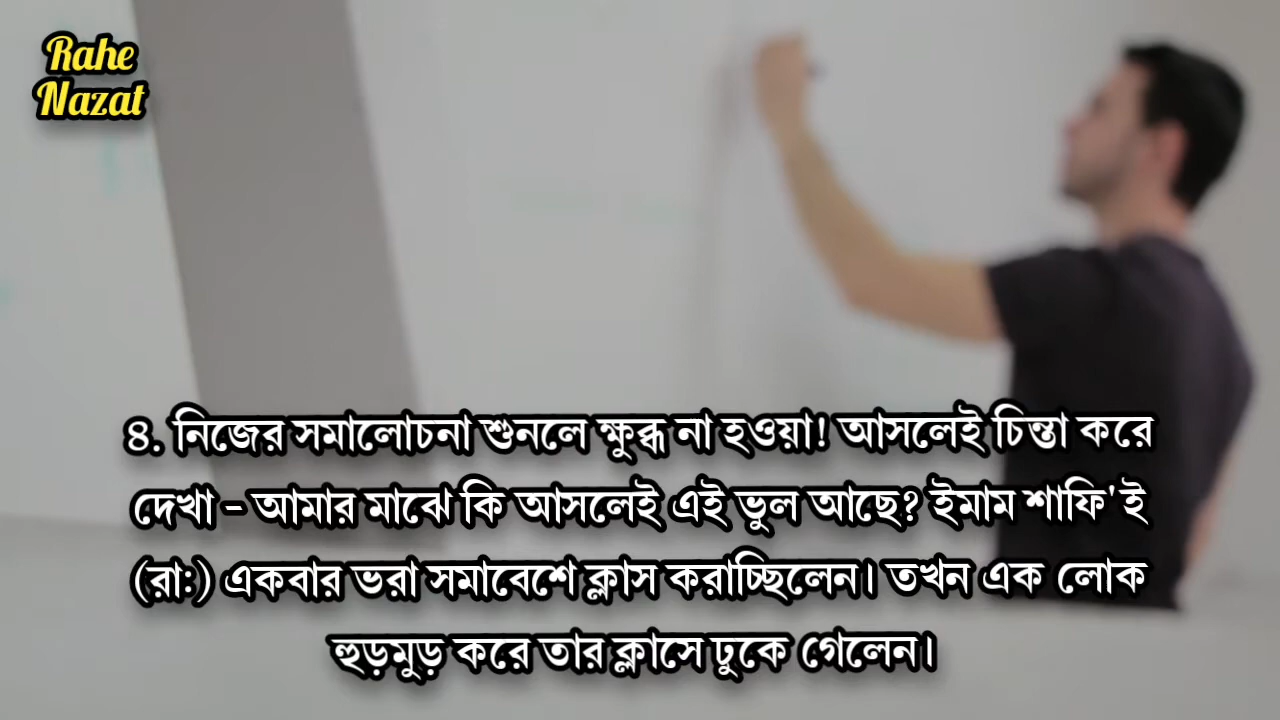 Rahe
Nazat
৪. নিজের সমালোচনা শুনলে ক্ষুব্ধ না হওয়া! আসলেই চিন্তা করে
দেখা - আমার মাঝে কি আসলেই এই ভুল আছে? ইমাম শাফি'ই
(রা:) একবার ভরা সমাবেশে ক্লাস করাচ্ছিলেন। তখন এক লোক
হুড়মুড় করে তার ক্লাসে ঢুকে গেলেন।